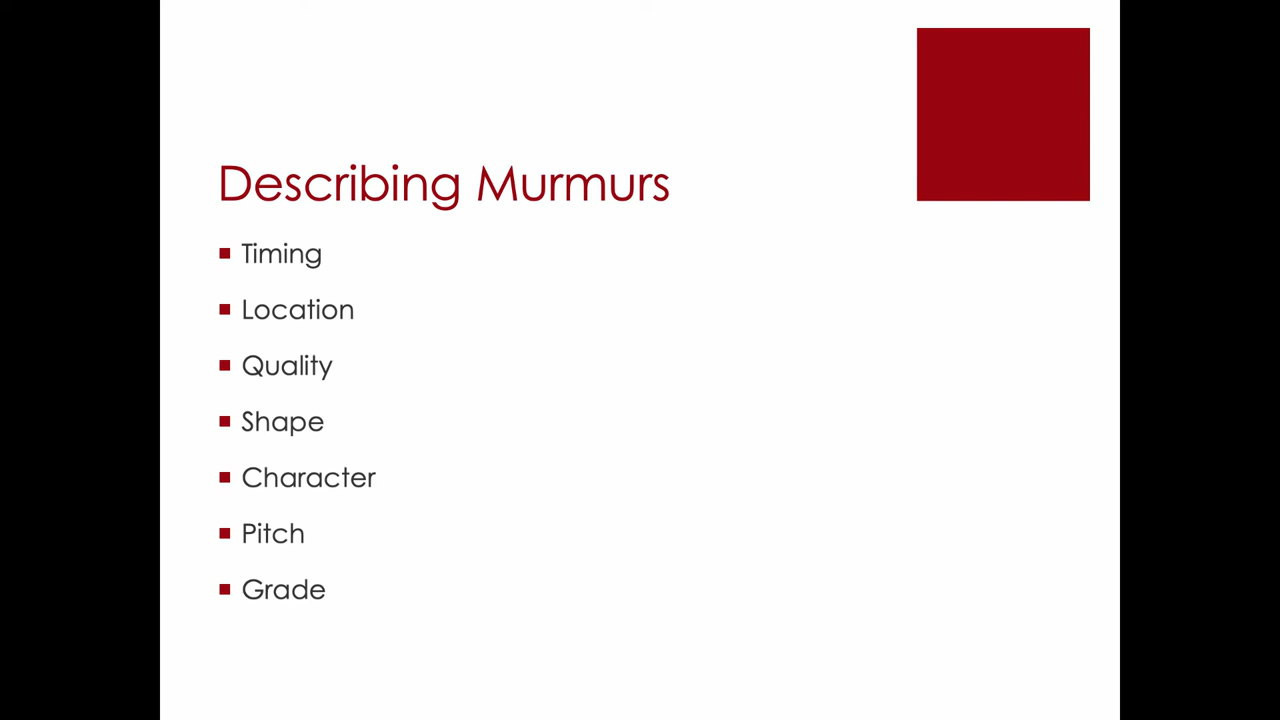 Describing Murmurs
Timing
Location
Quality
Shape
Character
Pitch
Grade